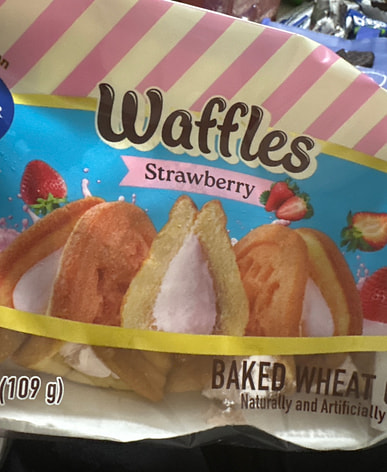 Waffles
Strawberry
(109 g)
BAKED WHEAT
Naturally and Artificially